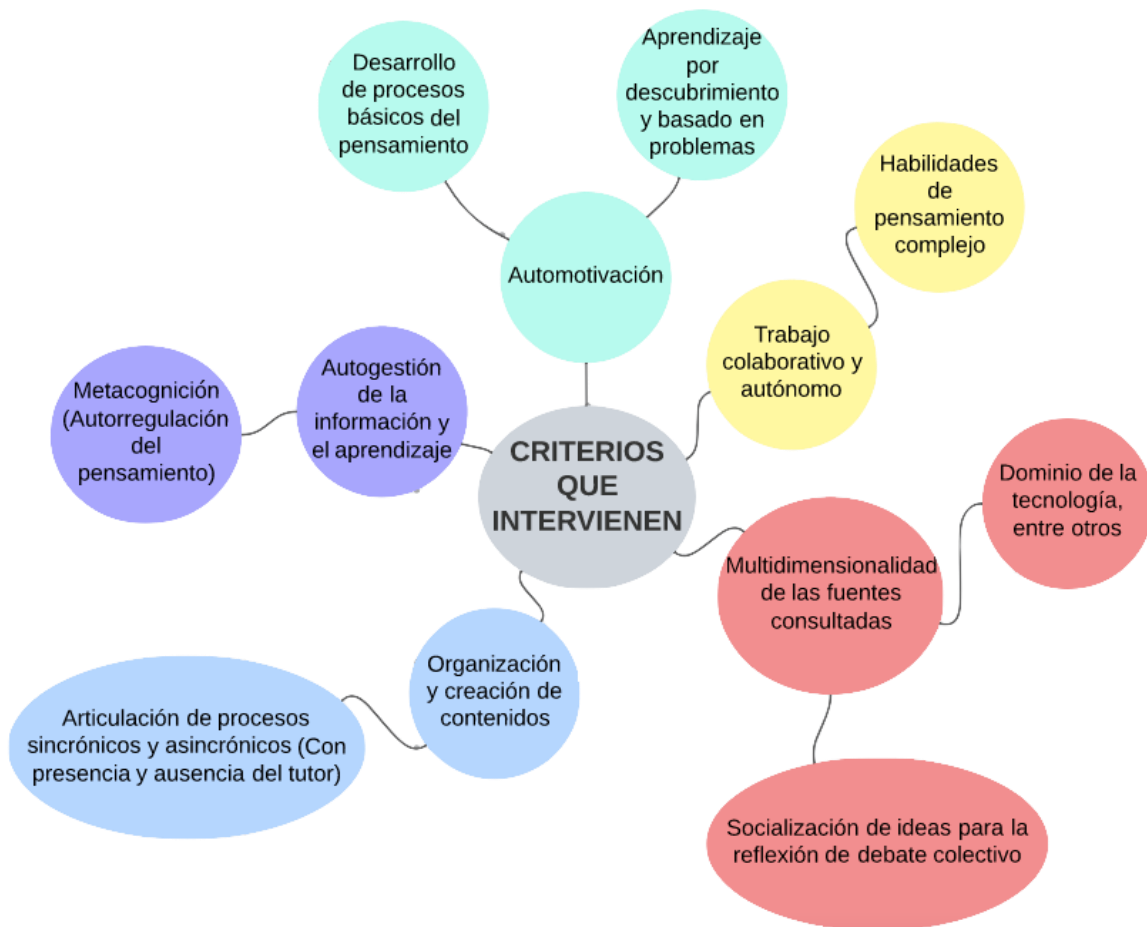 Desarrollo
de procesos
básicos del
pensamiento
Aprendizaje
por
descubrimiento
y basado en
problemas
Habilidades
de
pensamiento
complejo
Automotivación
Trabajo
colaborativo y
autónomo
Autogestión
de la
información y
el aprendizaje
Metacognición
(Autorregulación
del
pensamiento)
CRITERIOS
QUE
INTERVIENEN
Dominio de la
tecnología,
entre otros
Multidimensionalidad
de las fuentes
consultadas
Organización
y creación de
contenidos
Articulación de procesos
sincrónicos y asincrónicos (Con
presencia y ausencia del tutor)
Socialización de ideas para la
reflexión de debate colectivo